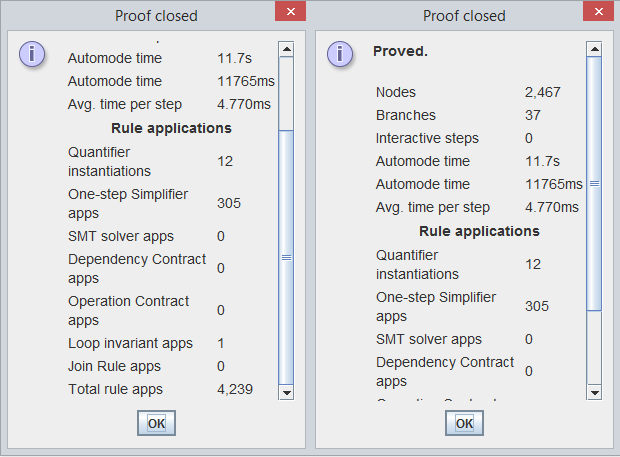 Proof closed
Automode time 11.7s
Automode time 11765ms
Avg. time per step 4.770ms
Rule applications
Quantifier
instantiations 12
One-step Simplifier
apps 305
SMT solver apps 0
Dependency Contract
apps 0
Operation Contract
apps 0
Loop invariant apps 1
Join Rule apps 0
Total rule apps 4,239
OK
Proof closed
Proved.
Nodes 2,467
Branches 37
Interactive steps 0
Automode time 11.7s
Automode time 11765ms
Avg. time per step 4.770ms
Rule applications
Quantifier
instantiations 12
One-step Simplifier
apps 305
SMT solver apps 0
Dependency Contract
apps 0
OK